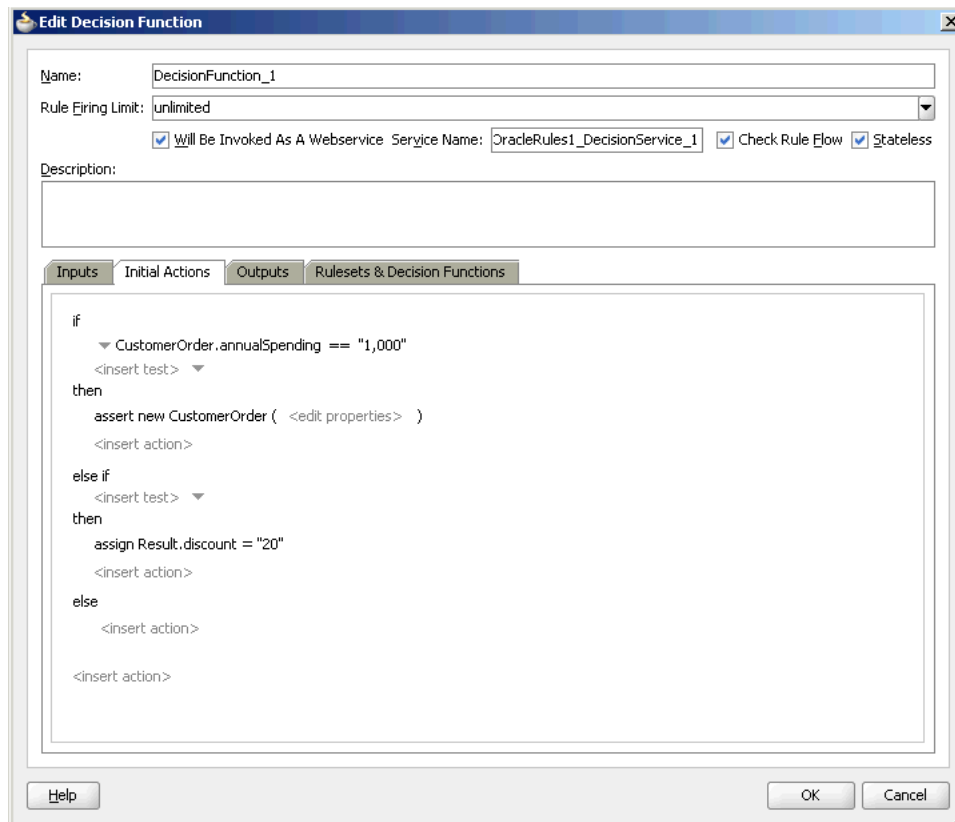 Edit Decision Function
Name: DecisionFunction_1
Rule Firing Limit: unlimited
Will Be Invoked As A Webservice Service Name: OracleRules1_DecisionService_1 Check Rule Flow Stateless
Description:
Inputs Initial Actions Outputs Rulesets & Decision Functions
if
CustomerOrder.annualSpending == "1,000"
<insert test>
then
assert new CustomerOrder ( <edit properties> )
<insert action>
else if
<insert test>
then
assign Result.discount = "20"
<insert action>
else
<insert action>
<insert action>
Help OK Cancel